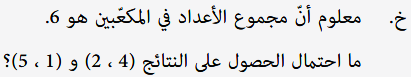 خ. معلوم أنّ مجموع الأعداد في المكعّبين هو 6.
ما احتمال الحصول على النتائج (4 ، 2) و (1 ، 5)؟